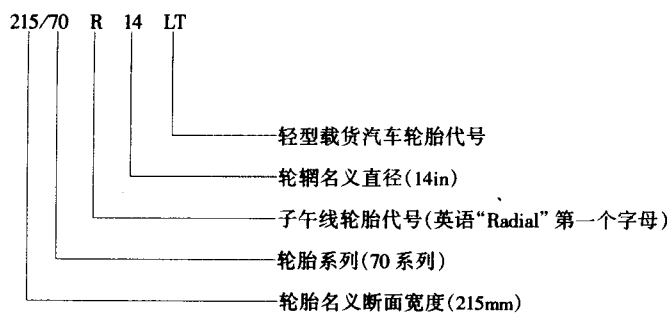 215/70 R 14 LT
轻型载货汽车轮胎代号
轮辋名义直径(14in)
子午线轮胎代号(英语“Radial”第一个字母)
轮胎系列(70系列)
轮胎名义断面宽度(215mm)